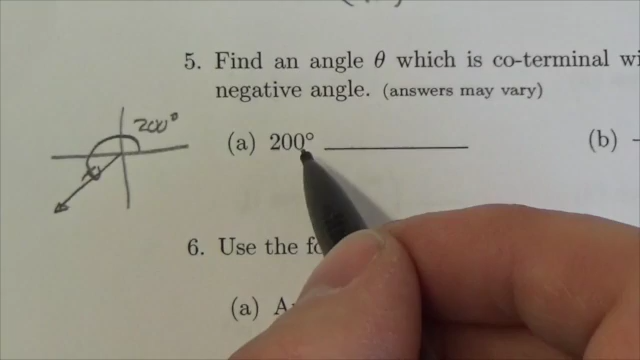 5. Find an angle θ which is co-terminal wi
negative angle. (answers may vary)
200°
(a) 200° (b) -
6. Use the fo
(a) A